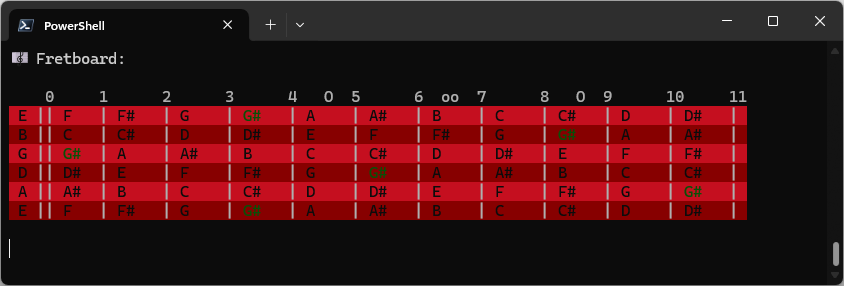 PowerShell
Fretboard:
0 1 2 3 4 O 5 6 oo 7 8 O 9 10 11
E || F | F# | G | G# | A | A# | B | C | C# | D | D# |
B || C | C# | D | D# | E | F | F# | G | G# | A | A# |
G || G# | A | A# | B | C | C# | D | D# | E | F | F# |
D || D# | E | F | F# | G | G# | A | A# | B | C | C# |
A || A# | B | C | C# | D | D# | E | F | F# | G | G# |
E || F | F# | G | G# | A | A# | B | C | C# | D | D# |